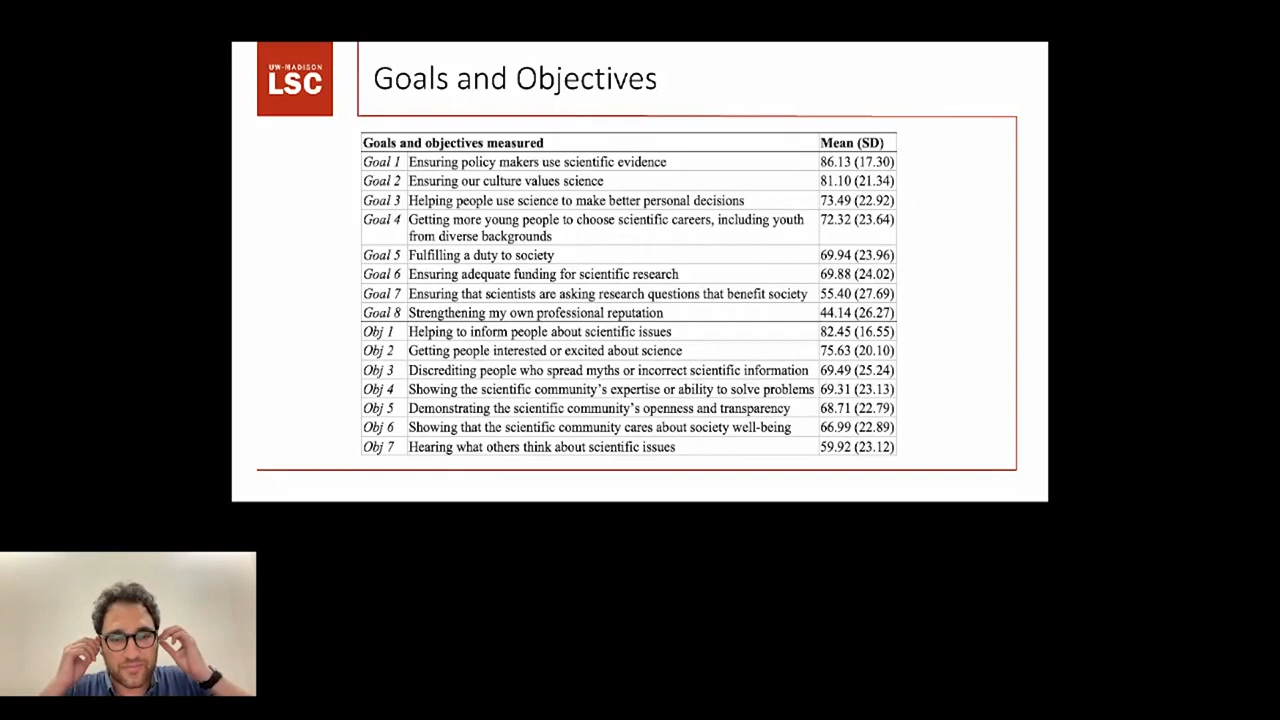 UW-MADISON
LSC
Goals and Objectives
Goals and objectives measured Mean (SD)
Goal 1 Ensuring policy makers use scientific evidence 86.13 (17.30)
Goal 2 Ensuring our culture values science 81.10 (21.34)
Goal 3 Helping people use science to make better personal decisions 73.49 (22.92)
Goal 4 Getting more young people to choose scientific careers, including youth 72.32 (23.64)
from diverse backgrounds
Goal 5 Fulfilling a duty to society 69.94 (23.96)
Goal 6 Ensuring adequate funding for scientific research 69.88 (24.02)
Goal 7 Ensuring that scientists are asking research questions that benefit society 55.40 (27.69)
Goal 8 Strengthening my own professional reputation 44.14 (26.27)
Obj 1 Helping to inform people about scientific issues 82.45 (16.55)
Obj 2 Getting people interested or excited about science 75.63 (20.10)
Obj 3 Discrediting people who spread myths or incorrect scientific information 69.49 (25.24)
Obj 4 Showing the scientific community's expertise or ability to solve problems 69.31 (23.13)
Obj 5 Demonstrating the scientific community's openness and transparency 68.71 (22.79)
Obj 6 Showing that the scientific community cares about society well-being 66.99 (22.89)
Obj 7 Hearing what others think about scientific issues 59.92 (23.12)